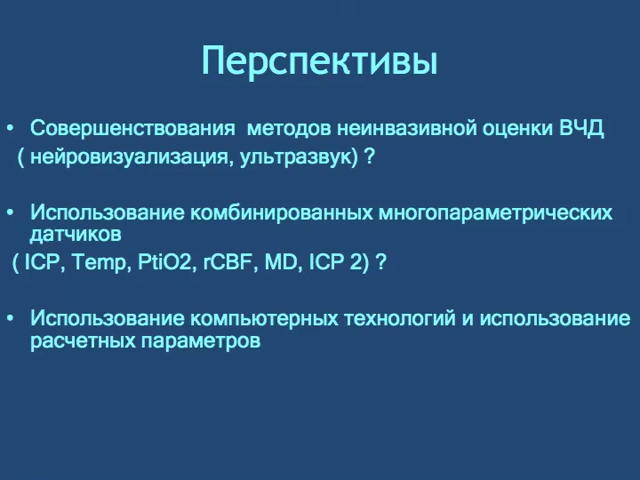 Перспективы
• Совершенствования методов неинвазивной оценки ВЧД
( нейровизуализация, ультразвук) ?
• Использование комбинированных многопараметрических
датчиков
( ICP, Temp, PtiO2, rCBF, MD, ICP 2) ?
• Использование компьютерных технологий и использование
расчетных параметров